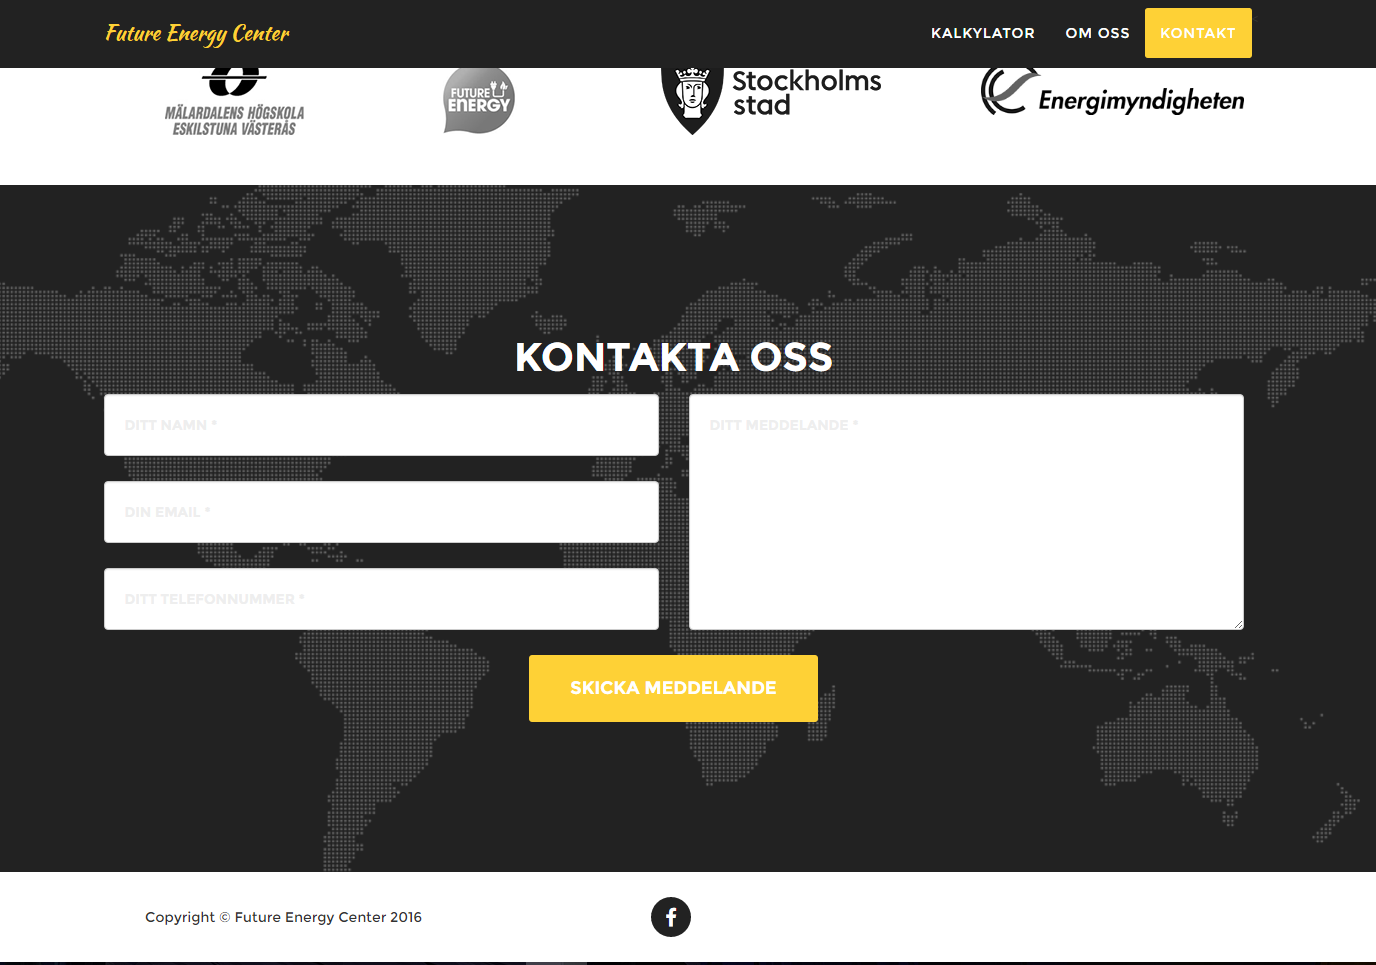 Future Energy Center
KALKYLATOR
OM OSS
KONTAKT
MÄLARDALENS HÖGSKOLA
ESKILSTUNA VÄSTERÅS
FUTURE
ENERGY
Stockholms
stad
Energimyndigheten
KONTAKTA OSS
DITT NAMN *
DIN EMAIL *
DITT TELEFONNUMMER *
DITT MEDDELANDE *
SKICKA MEDDELANDE
Copyright © Future Energy Center 2016